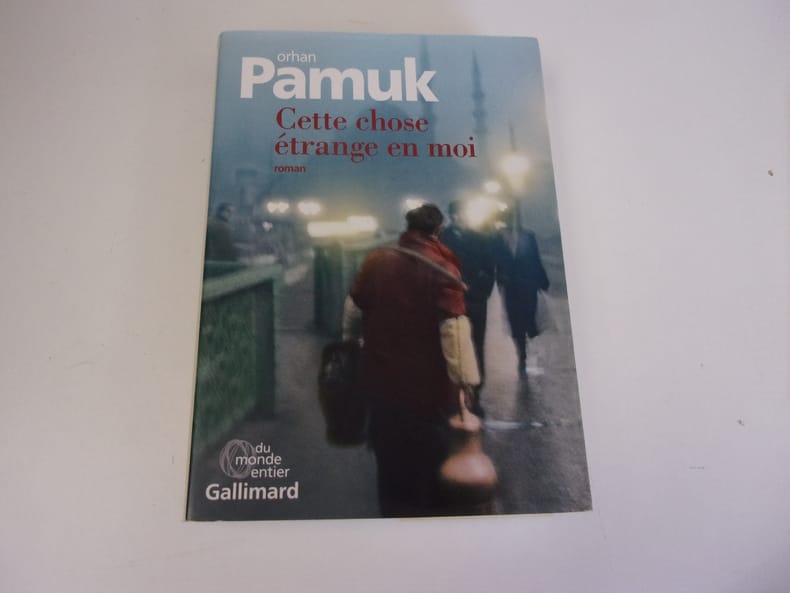 orhan
Pamuk
Cette chose
étrange en moi
roman
du
monde
entier
Gallimard